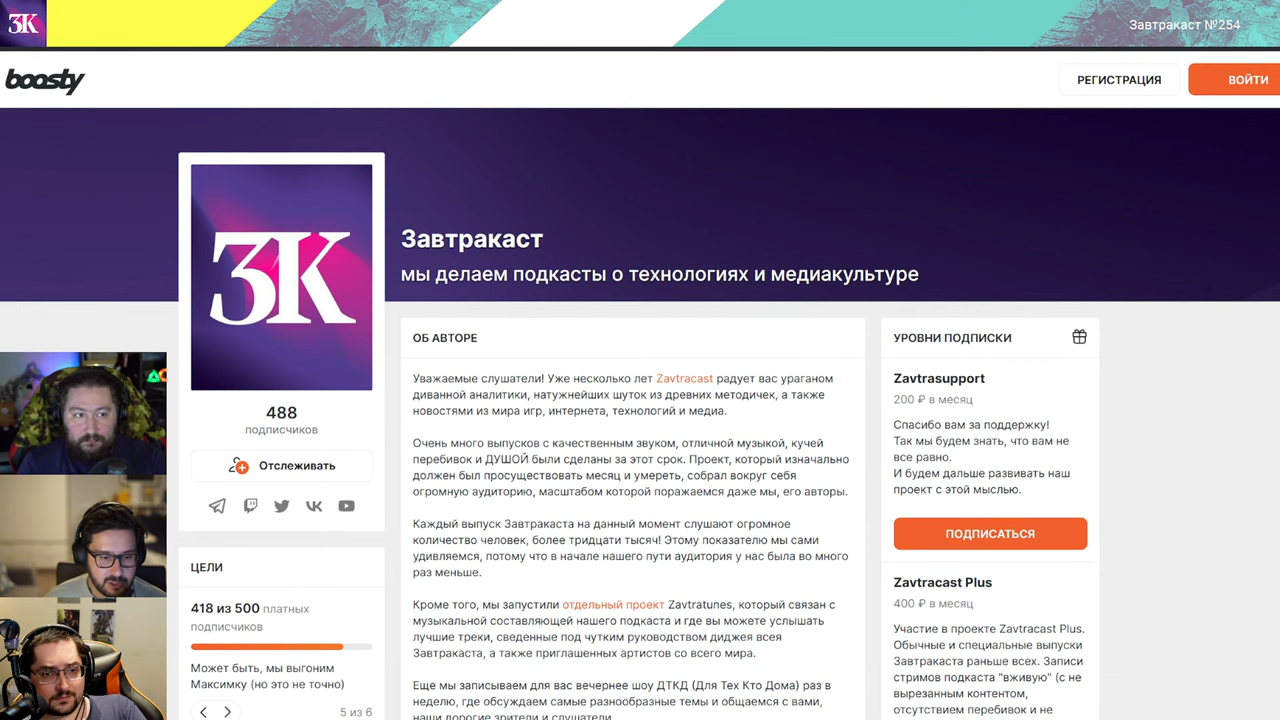 ЗК
Завтракаст №254
boosty
РЕГИСТРАЦИЯ
ВОЙТИ
ЗК
Завтракаст
мы делаем подкасты о технологиях и медиакультуре
488
подписчиков
Отслеживать
ЦЕЛИ
418 из 500 платных
подписчиков
Может быть, мы выгоним
Максимку (но это не точно)
5 из 6
ОБ АВТОРЕ
Уважаемые слушатели! Уже несколько лет Zavtracast радует вас ураганом
диванной аналитики, натужнейших шуток из древних методичек, а также
новостями из мира игр, интернета, технологий и медиа.
Очень много выпусков с качественным звуком, отличной музыкой, кучей
перебивок и ДУШОЙ были сделаны за этот срок. Проект, который изначально
должен был просуществовать месяц и умереть, собрал вокруг себя
огромную аудиторию, масштабом которой поражаемся даже мы, его авторы.
Каждый выпуск Завтракаста на данный момент слушают огромное
количество человек, более тридцати тысяч! Этому показателю мы сами
удивляемся, потому что в начале нашего пути аудитория у нас была во много
раз меньше.
Кроме того, мы запустили отдельный проект Zavtratunes, который связан с
музыкальной составляющей нашего подкаста и где вы можете услышать
лучшие треки, сведенные под чутким руководством диджея всея
Завтракаста, а также приглашенных артистов со всего мира.
Еще мы записываем для вас вечернее шоу ДТКД (Для Тех Кто Дома) раз в
неделю, где обсуждаем самые разнообразные темы и общаемся с вами,
наши дорогие зрители и слушатели.
УРОВНИ ПОДПИСКИ
Zavtrasupport
200 ₽ в месяц
Спасибо вам за поддержку!
Так мы будем знать, что вам не
все равно.
И будем дальше развивать наш
проект с этой мыслью.
ПОДПИСАТЬСЯ
Zavtracast Plus
400 ₽ в месяц
Участие в проекте Zavtracast Plus.
Обычные и специальные выпуски
Завтракаста раньше всех. Записи
стримов подкаста "вживую" (с не
вырезанным контентом,
отсутствием перебивок и не